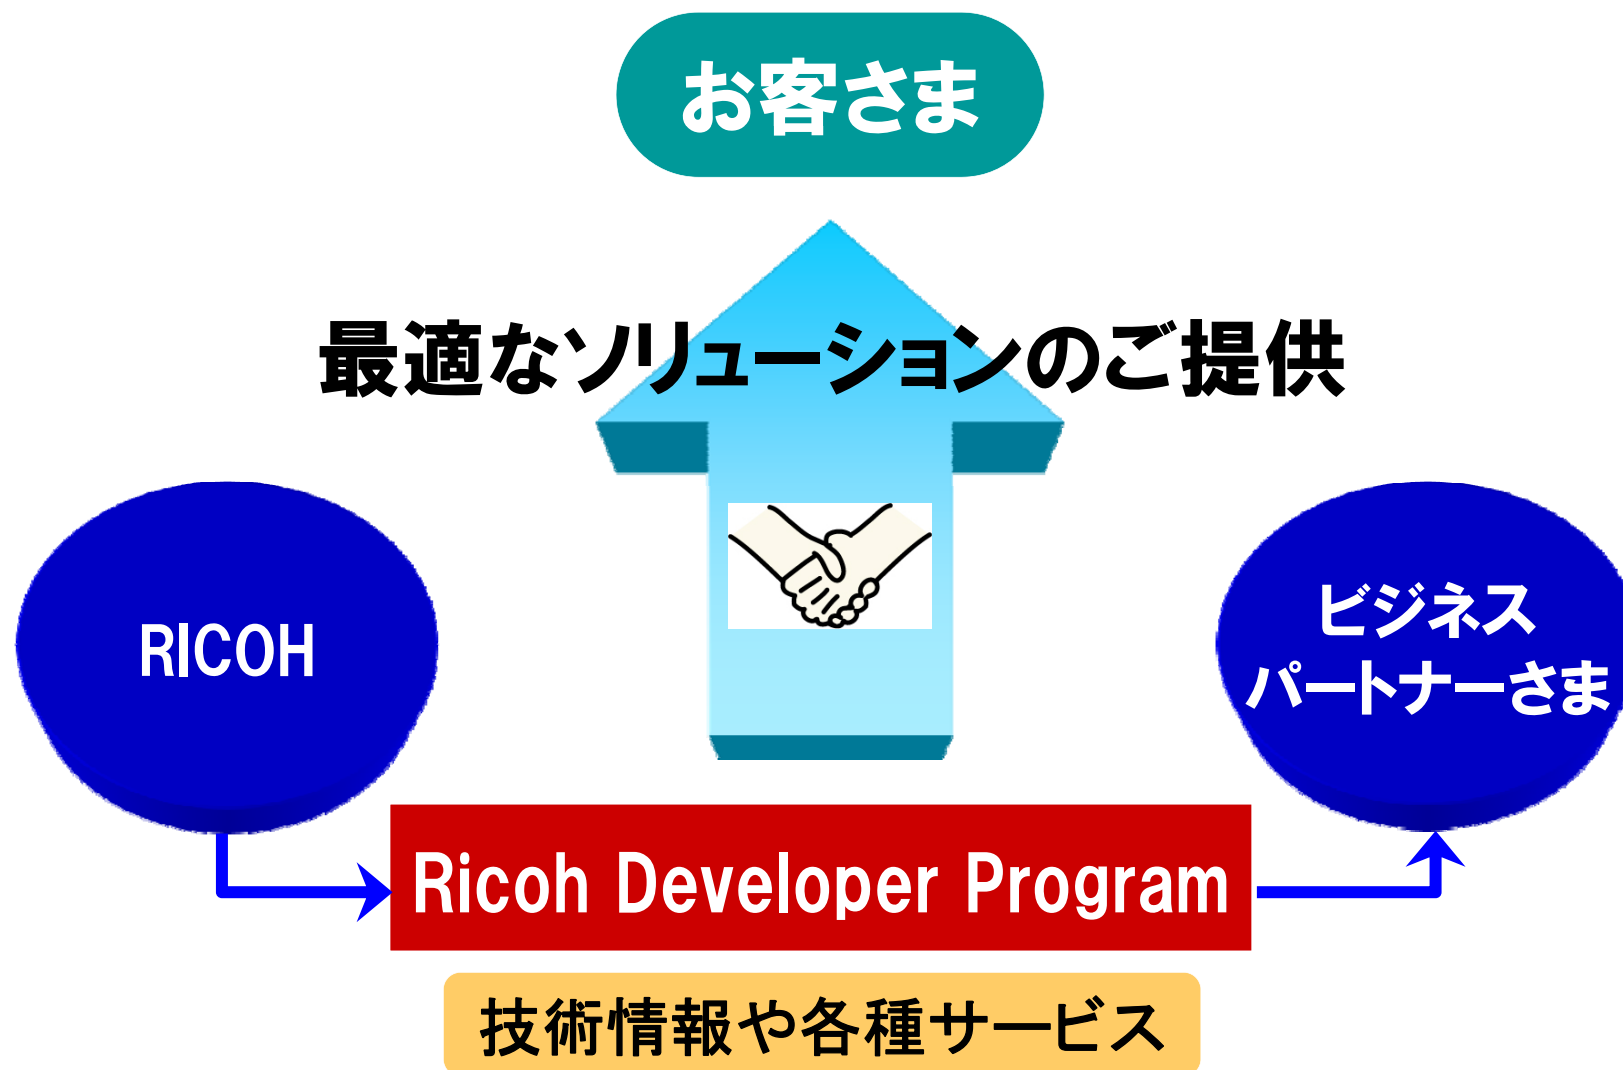 お客さま
最適なソリューションのご提供
RICOH
ビジネス
パートナーさま
Ricoh Developer Program
技術情報や各種サービス